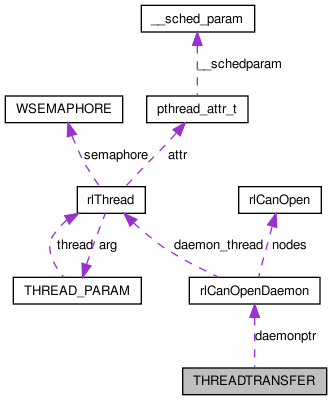 __sched_param
__schedparam
WSEMAPHORE
pthread_attr_t
semaphore
attr
rlThread
rlCanOpen
thread
arg
daemon_thread
nodes
THREAD_PARAM
rlCanOpenDaemon
daemonptr
THREADTRANSFER